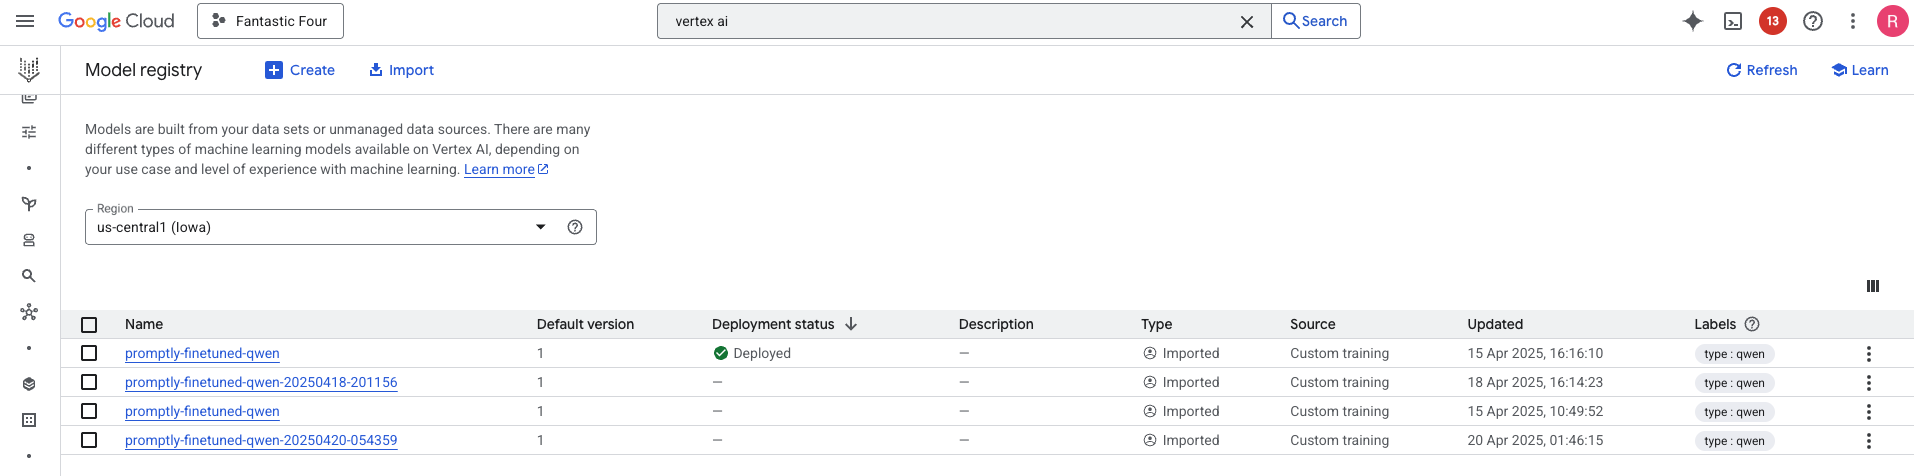 Google Cloud Fantastic Four vertex ai Search 13 R
Model registry Create Import Refresh Learn
Models are built from your data sets or unmanaged data sources. There are many
different types of machine learning models available on Vertex AI, depending on
your use case and level of experience with machine learning. Learn more
Region
us-central1 (Iowa)
Name Default version Deployment status Description Type Source Updated Labels
promptly-finetuned-qwen 1 Deployed — Imported Custom training 15 Apr 2025, 16:16:10 type : qwen
promptly-finetuned-qwen-20250418-201156 1 — — Imported Custom training 18 Apr 2025, 16:14:23 type : qwen
promptly-finetuned-qwen 1 — — Imported Custom training 15 Apr 2025, 10:49:52 type : qwen
promptly-finetuned-qwen-20250420-054359 1 — — Imported Custom training 20 Apr 2025, 01:46:15 type : qwen